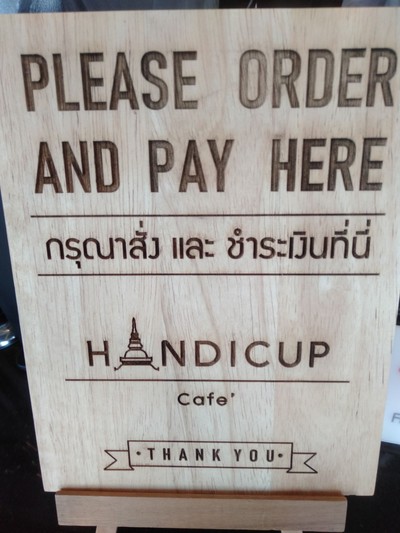 PLEASE ORDER
AND PAY HERE
กรุณาสั่ง และ ชำระเงินที่นี่
HANDICUP
Cafe'
THANK YOU